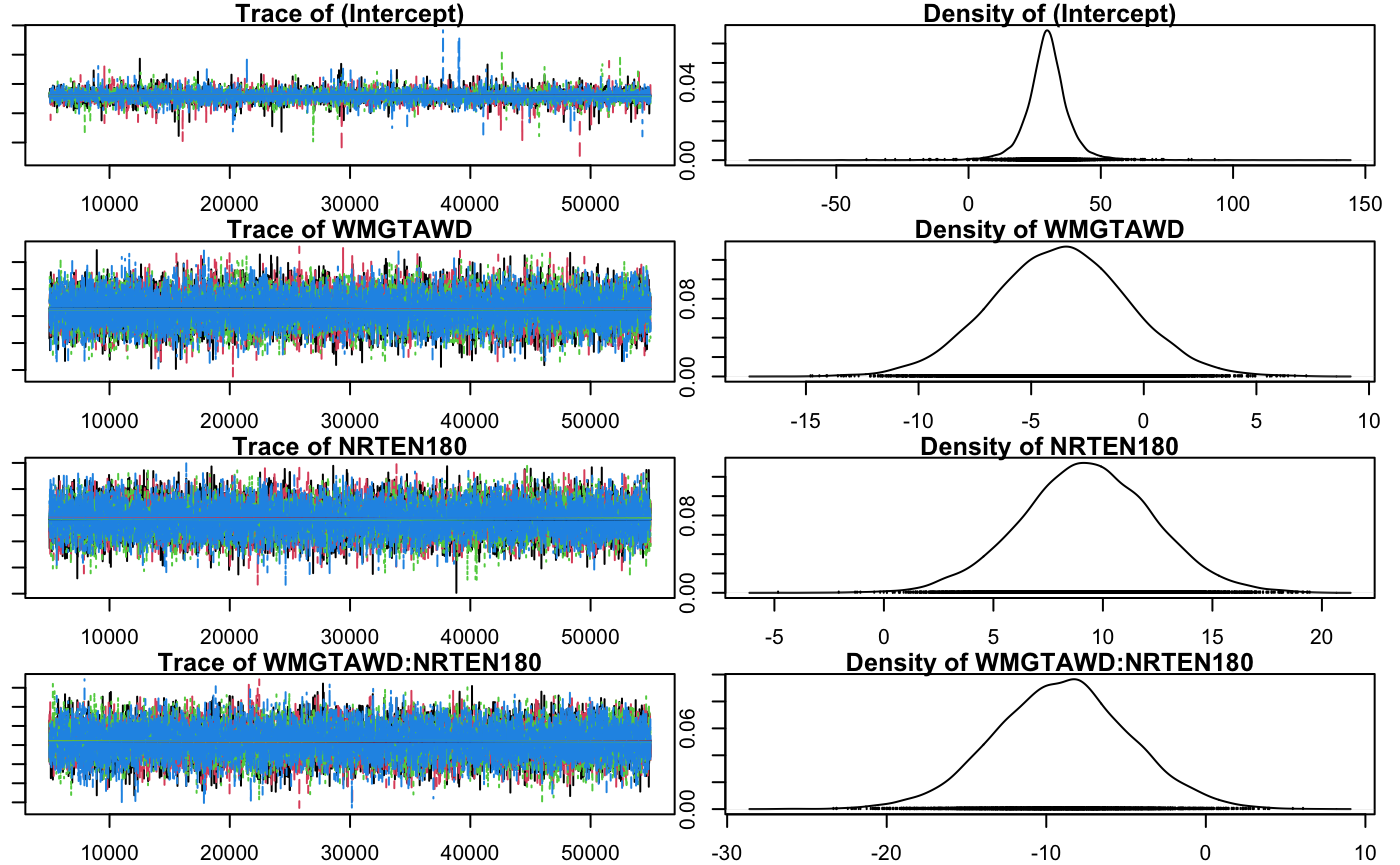 Trace of (Intercept)
Density of (Intercept)
0.00 0.04
10000 20000 30000 40000 50000
-50 0 50 100 150
Trace of WMGTAWD
Density of WMGTAWD
0.00 0.08
10000 20000 30000 40000 50000
-15 -10 -5 0 5 10
Trace of NRTEN180
Density of NRTEN180
0.00 0.08
10000 20000 30000 40000 50000
-5 0 5 10 15 20
Trace of WMGTAWD:NRTEN180
Density of WMGTAWD:NRTEN180
0.00 0.06
10000 20000 30000 40000 50000
-30 -20 -10 0 10